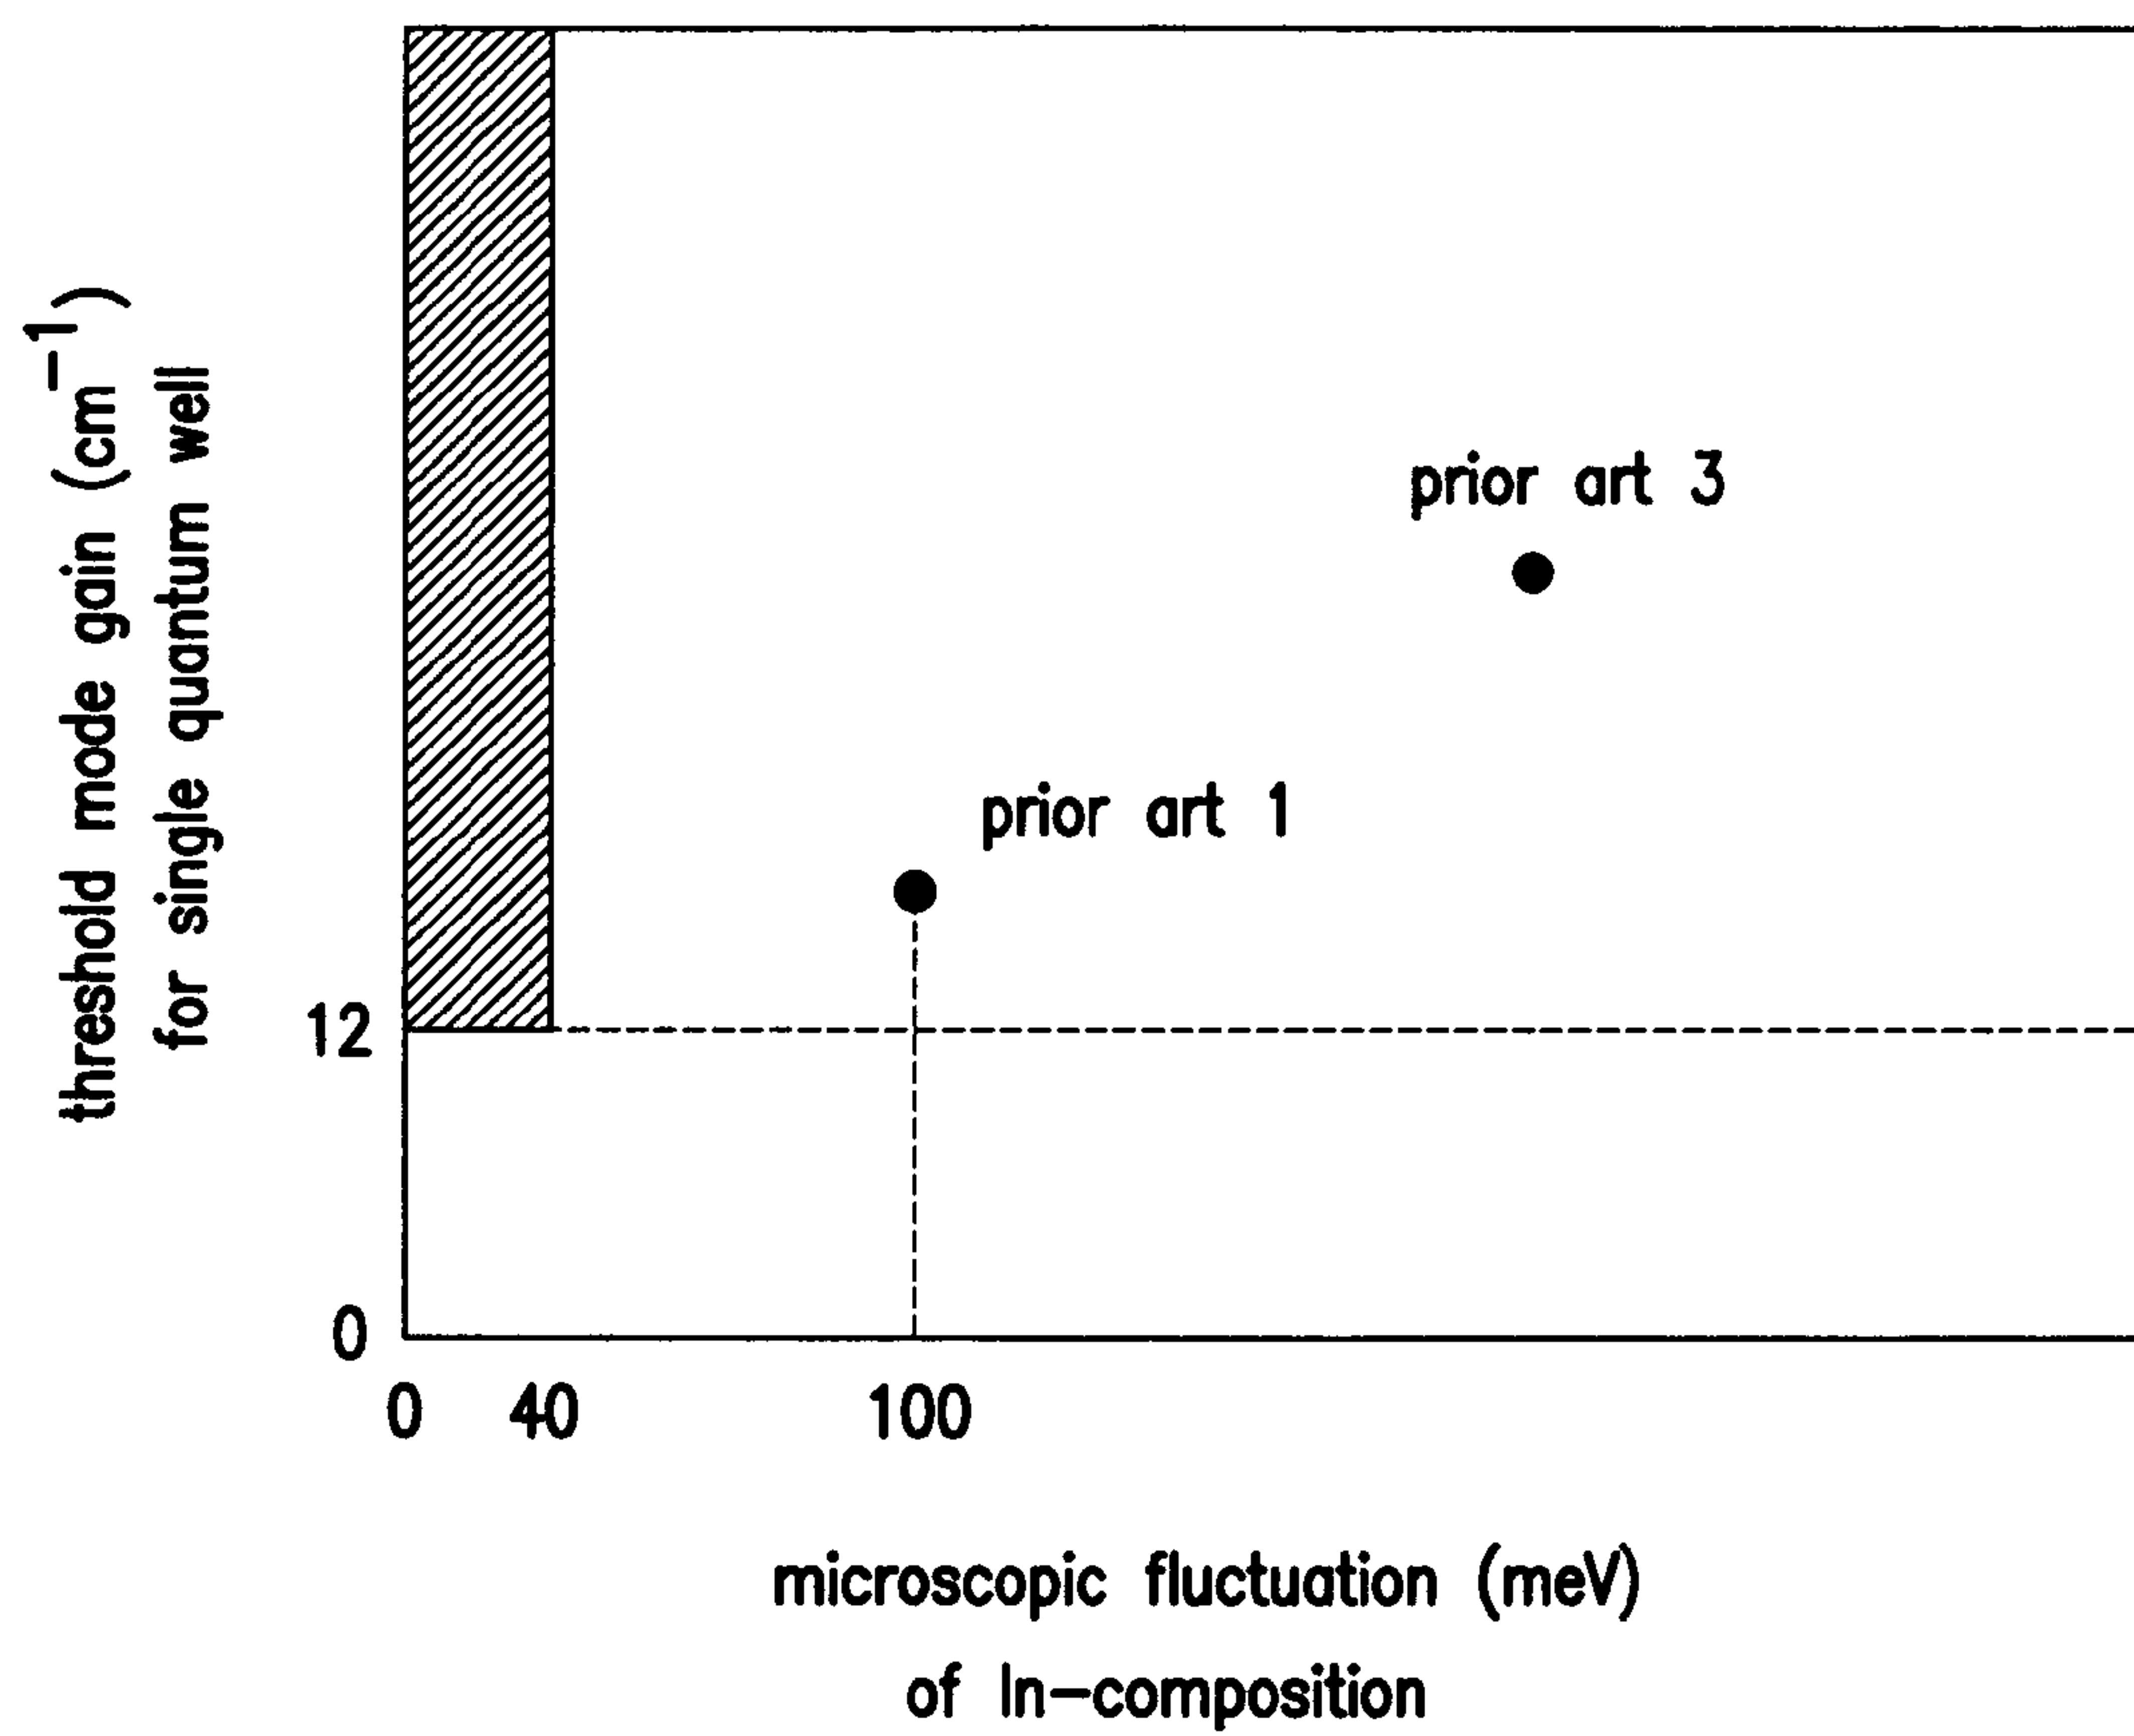 threshold mode gain (cm⁻¹)
for single quantum well
prior art 3
prior art 1
12
0
0 40 100
microscopic fluctuation (meV)
of In-composition